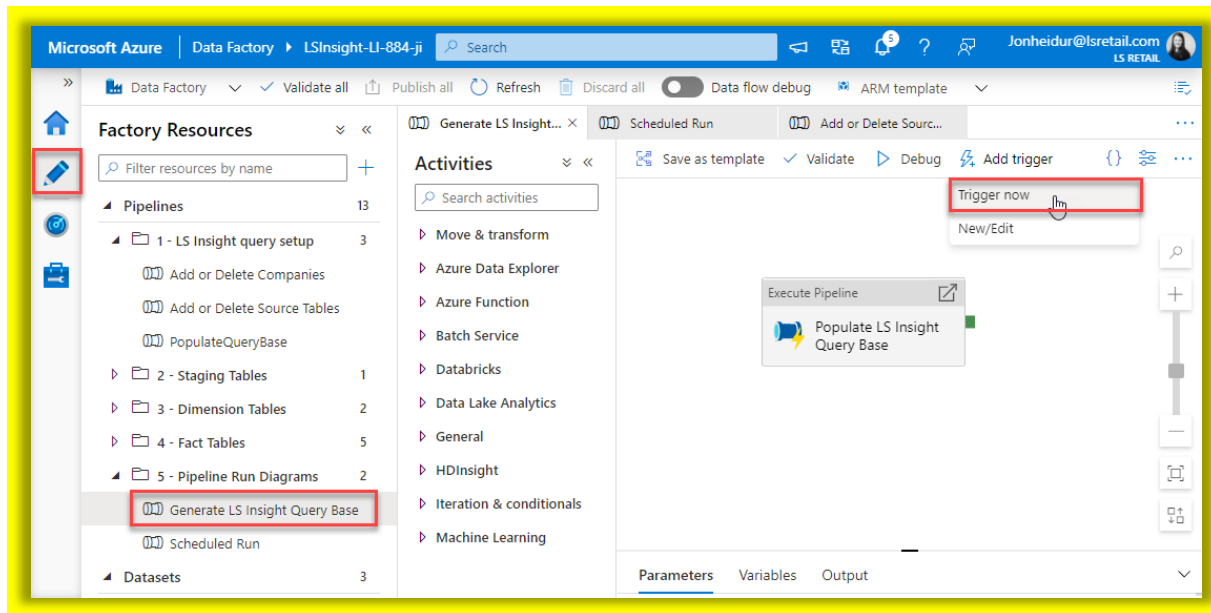 Microsoft Azure
Data Factory
LSInsight-LI-884-ji
Search
5
?
Jonheidur@lsretail.com
LS RETAIL
»
Data Factory
Validate all
Publish all
Refresh
Discard all
Data flow debug
ARM template
Factory Resources
«
Generate LS Insight... ×
Scheduled Run
Add or Delete Sourc...
...
Filter resources by name
+
Activities
«
Save as template
Validate
Debug
Add trigger
{}
...
Search activities
Trigger now
New/Edit
Pipelines 13
1 - LS Insight query setup 3
Add or Delete Companies
Add or Delete Source Tables
PopulateQueryBase
2 - Staging Tables 1
3 - Dimension Tables 2
4 - Fact Tables 5
5 - Pipeline Run Diagrams 2
Generate LS Insight Query Base
Scheduled Run
Datasets 3
Move & transform
Azure Data Explorer
Azure Function
Batch Service
Databricks
Data Lake Analytics
General
HDInsight
Iteration & conditionals
Machine Learning
Execute Pipeline
Populate LS Insight
Query Base
+
—
Parameters
Variables
Output